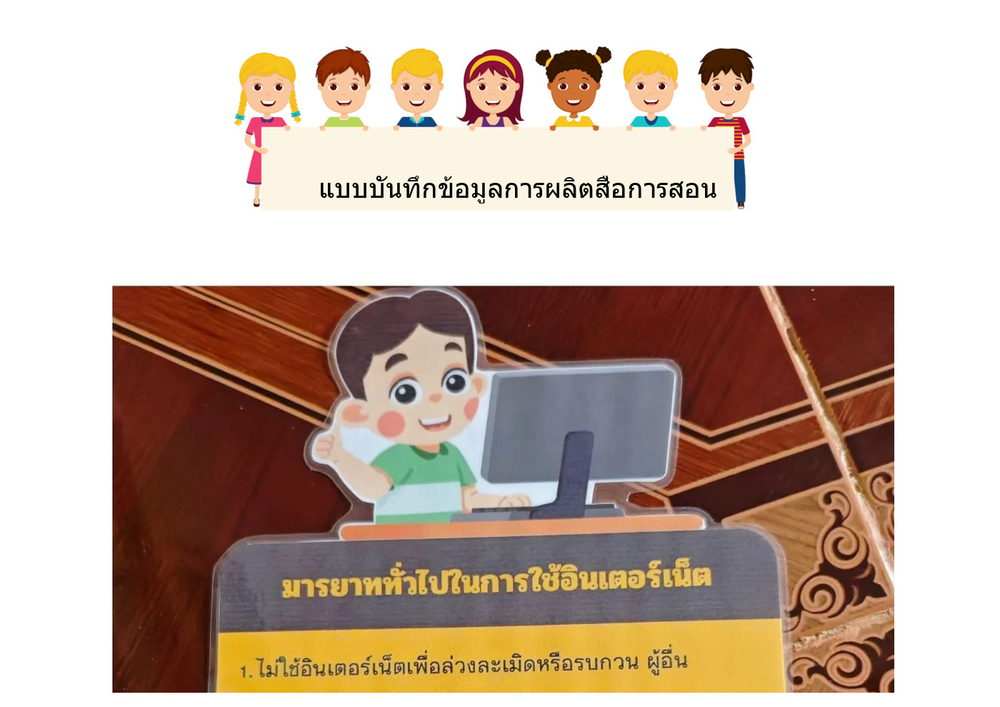 แบบบันทึกข้อมูลการผลิตสื่อการสอน
มารยาททั่วไปในการใช้อินเตอร์เน็ต
1. ไม่ใช้อินเตอร์เน็ตเพื่อล่วงละเมิดหรือรบกวน ผู้อื่น